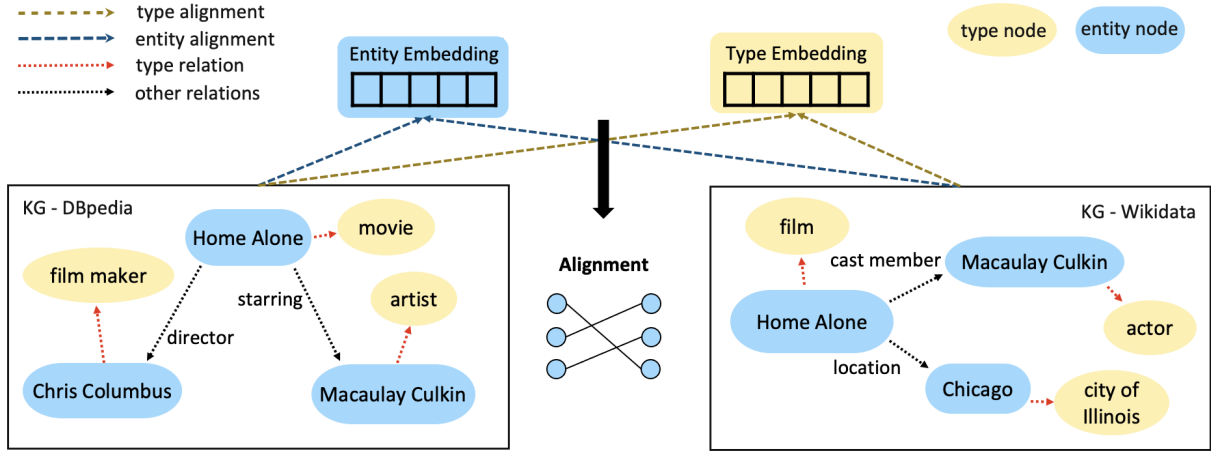 type alignment
entity alignment
type relation
other relations
Entity Embedding
Type Embedding
type node
entity node
KG - DBpedia
Home Alone
movie
film maker
starring
artist
director
Chris Columbus
Macaulay Culkin
Alignment
KG - Wikidata
film
cast member
Macaulay Culkin
Home Alone
actor
location
Chicago
city of
Illinois